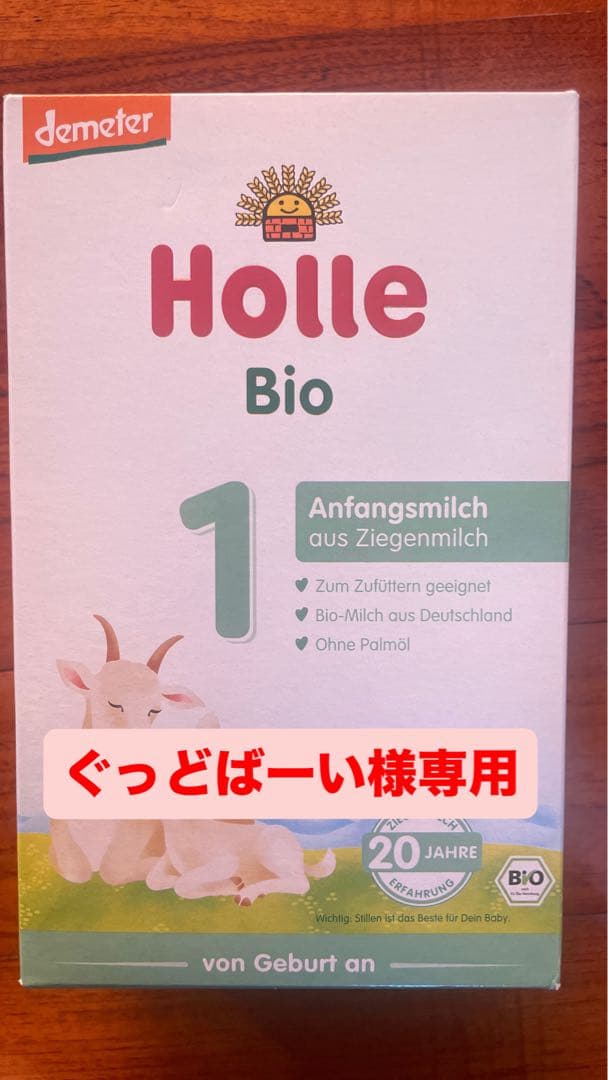 demeter
Holle
Bio
1
Anfangsmilch
aus Ziegenmilch
Zum Zufüttern geeignet
Bio-Milch aus Deutschland
Ohne Palmöl
ぐっどばーい様専用
20 JAHRE
ERFAHRUNG
BIO
Wichtig: Stillen ist das Beste für Dein Baby.
von Geburt an